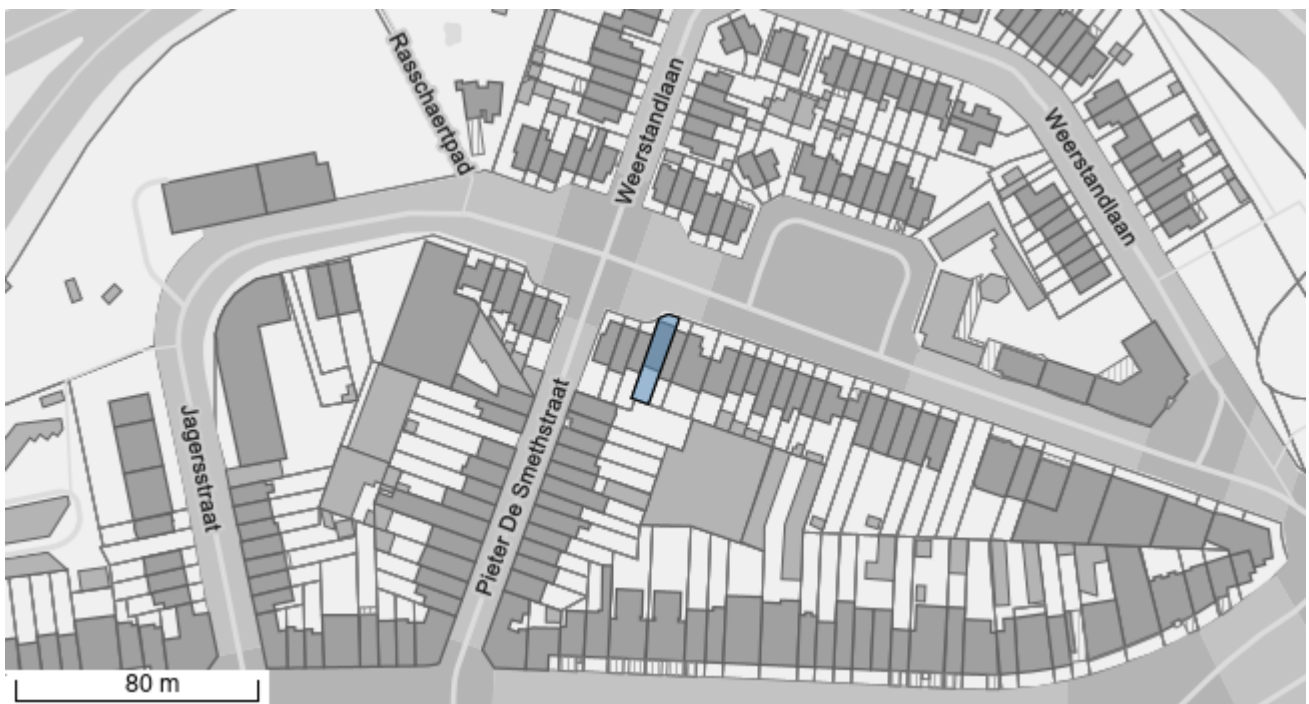 Rasschaertpad
Weerstandlaan
Weerstandlaan
Jagersstraat
Pieter De Smethstraat
80 m